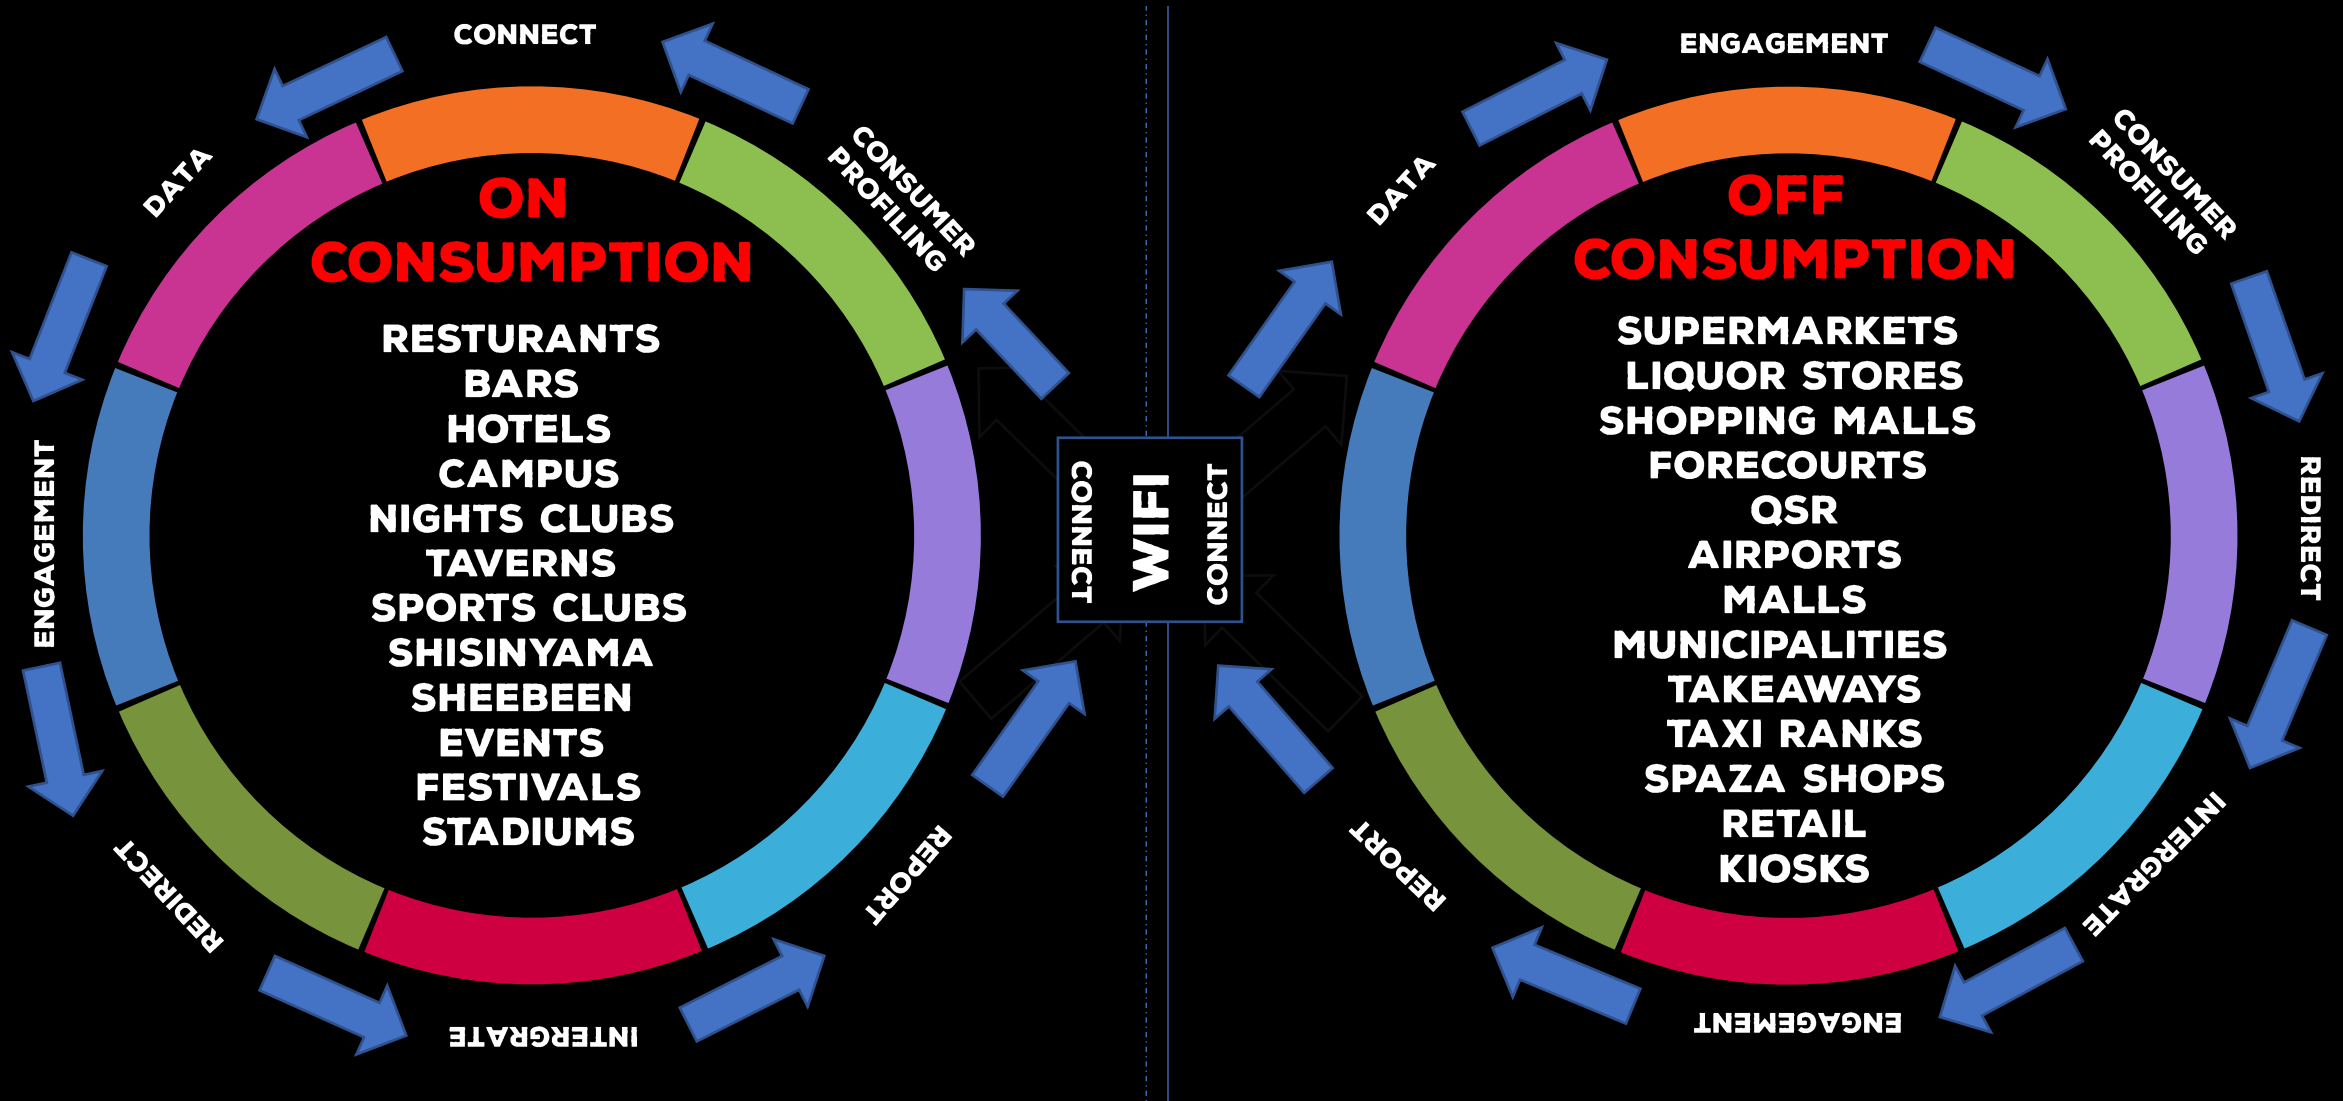 CONNECT
DATA
CONSUMER
PROFILING
ON
CONSUMPTION
RESTURANTS
BARS
HOTELS
CAMPUS
NIGHTS CLUBS
TAVERNS
SPORTS CLUBS
SHISINYAMA
SHEEBEEN
EVENTS
FESTIVALS
STADIUMS
ENGAGEMENT
REDIRECT
INTERGRATE
REPORT
CONNECT
WIFI
CONNECT
ENGAGEMENT
DATA
CONSUMER
PROFILING
OFF
CONSUMPTION
SUPERMARKETS
LIQUOR STORES
SHOPPING MALLS
FORECOURTS
QSR
AIRPORTS
MALLS
MUNICIPALITIES
TAKEAWAYS
TAXI RANKS
SPAZA SHOPS
RETAIL
KIOSKS
REDIRECT
INTERGRATE
ENGAGEMENT
REPORT